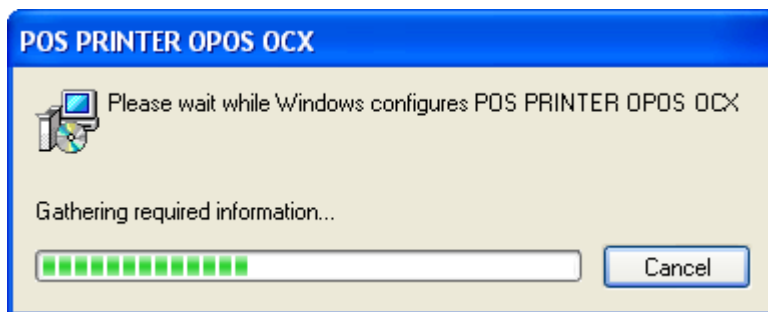 POS PRINTER OPOS OCX
Please wait while Windows configures POS PRINTER OPOS OCX
Gathering required information...
Cancel